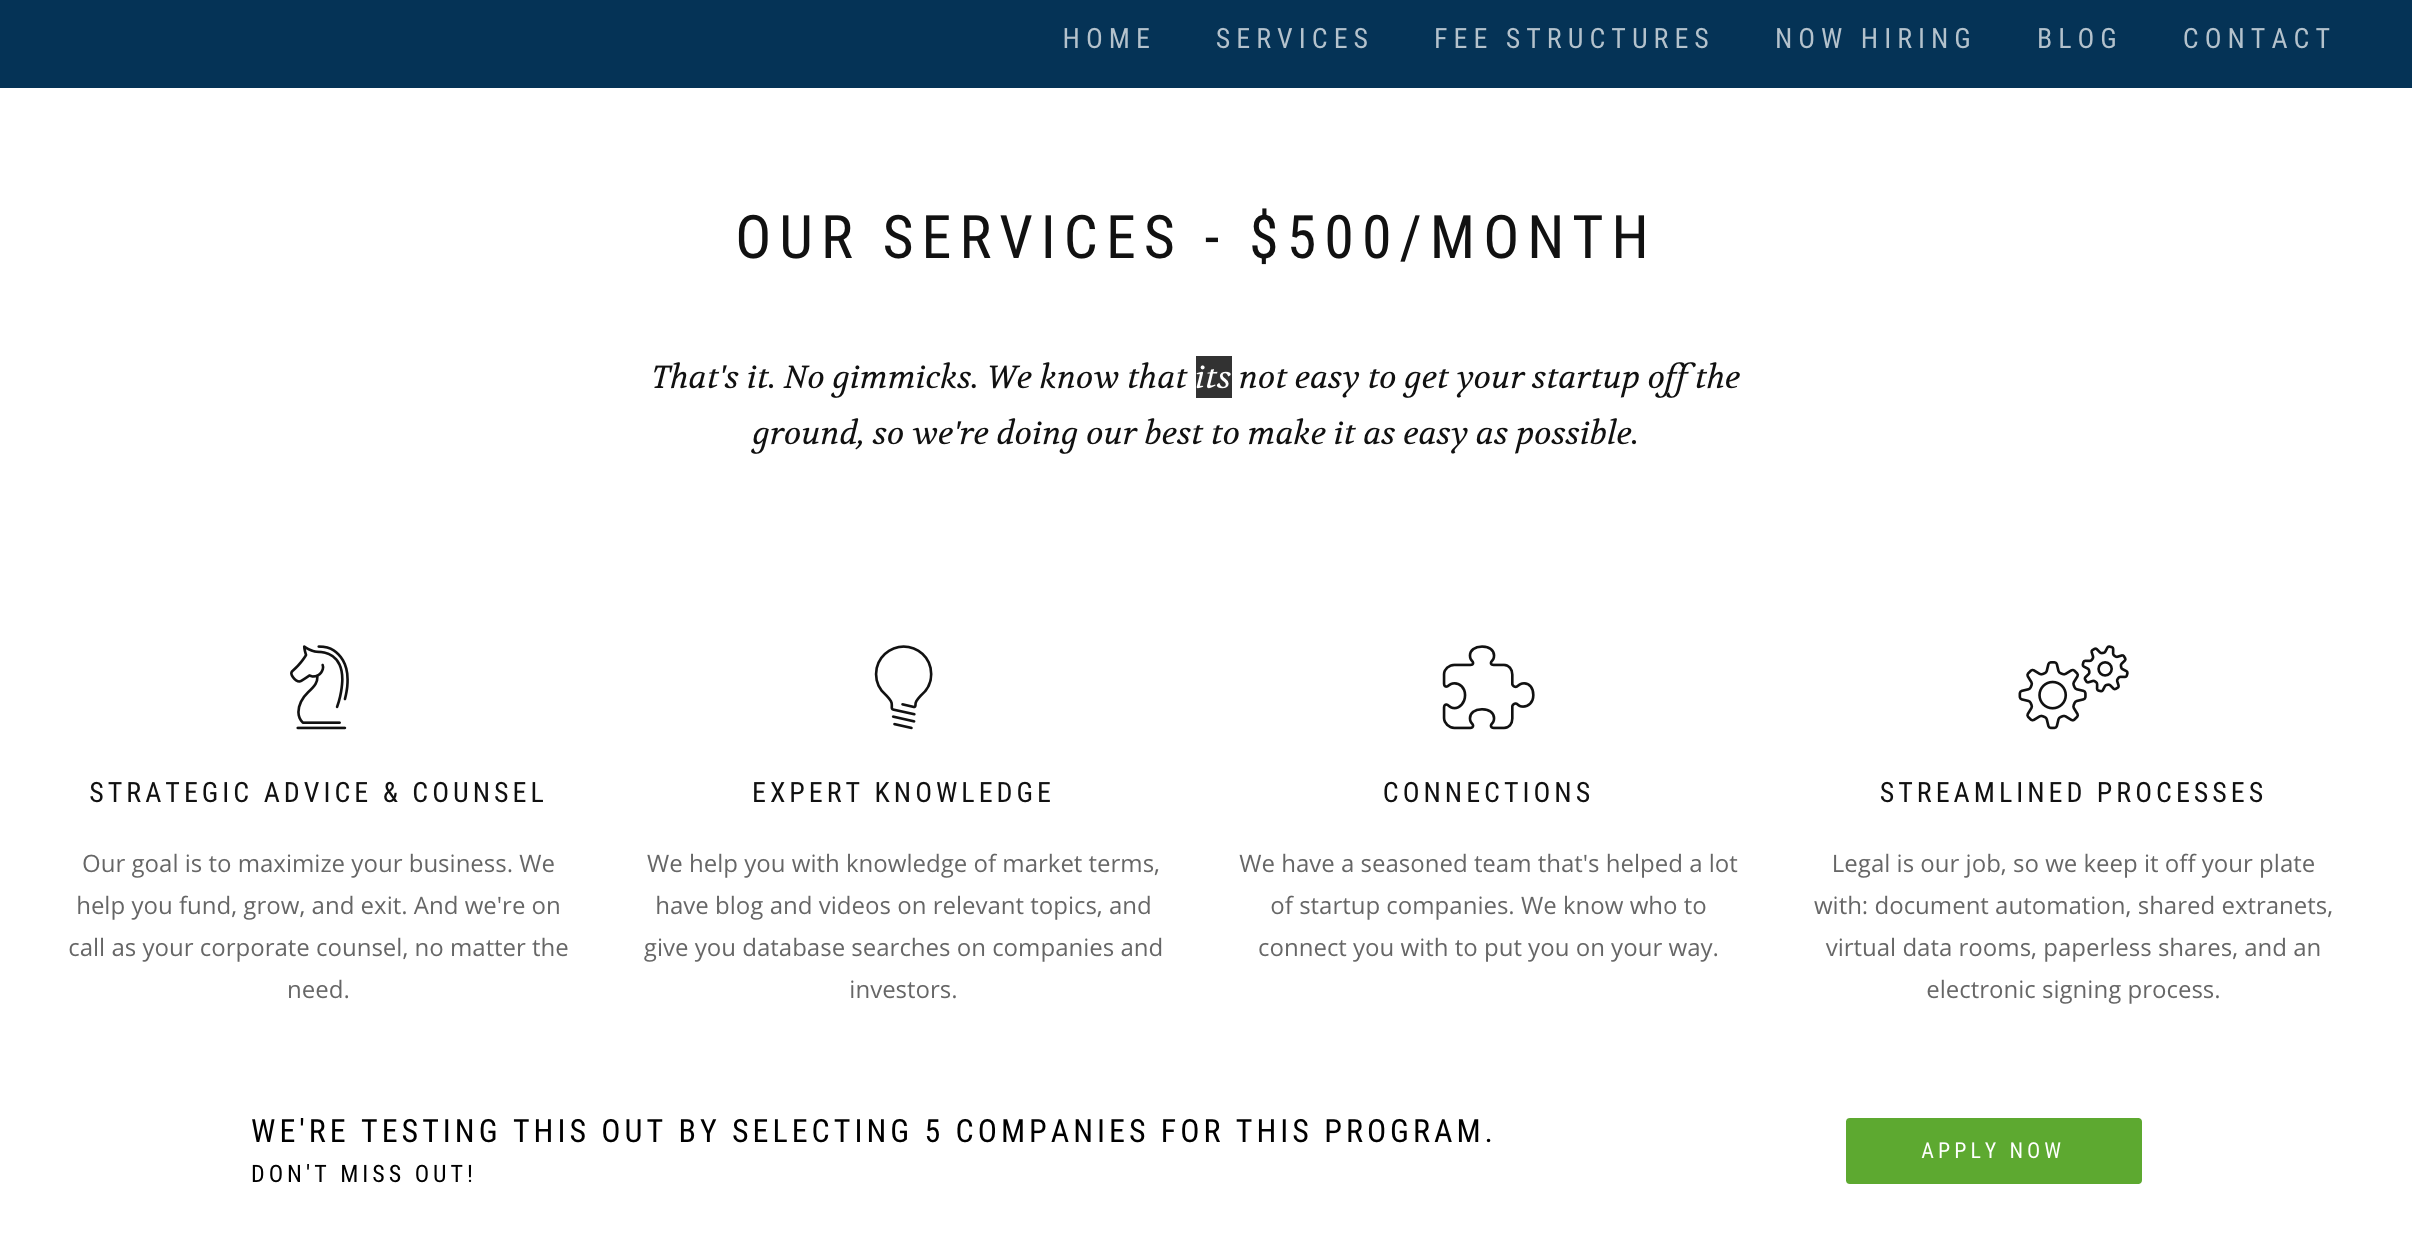 HOME SERVICES FEE STRUCTURES NOW HIRING BLOG CONTACT
OUR SERVICES - $500/MONTH
That's it. No gimmicks. We know that its not easy to get your startup off the
ground, so we're doing our best to make it as easy as possible.
STRATEGIC ADVICE & COUNSEL
Our goal is to maximize your business. We
help you fund, grow, and exit. And we're on
call as your corporate counsel, no matter the
need.
EXPERT KNOWLEDGE
We help you with knowledge of market terms,
have blog and videos on relevant topics, and
give you database searches on companies and
investors.
CONNECTIONS
We have a seasoned team that's helped a lot
of startup companies. We know who to
connect you with to put you on your way.
STREAMLINED PROCESSES
Legal is our job, so we keep it off your plate
with: document automation, shared extranets,
virtual data rooms, paperless shares, and an
electronic signing process.
WE'RE TESTING THIS OUT BY SELECTING 5 COMPANIES FOR THIS PROGRAM.
DON'T MISS OUT!
APPLY NOW